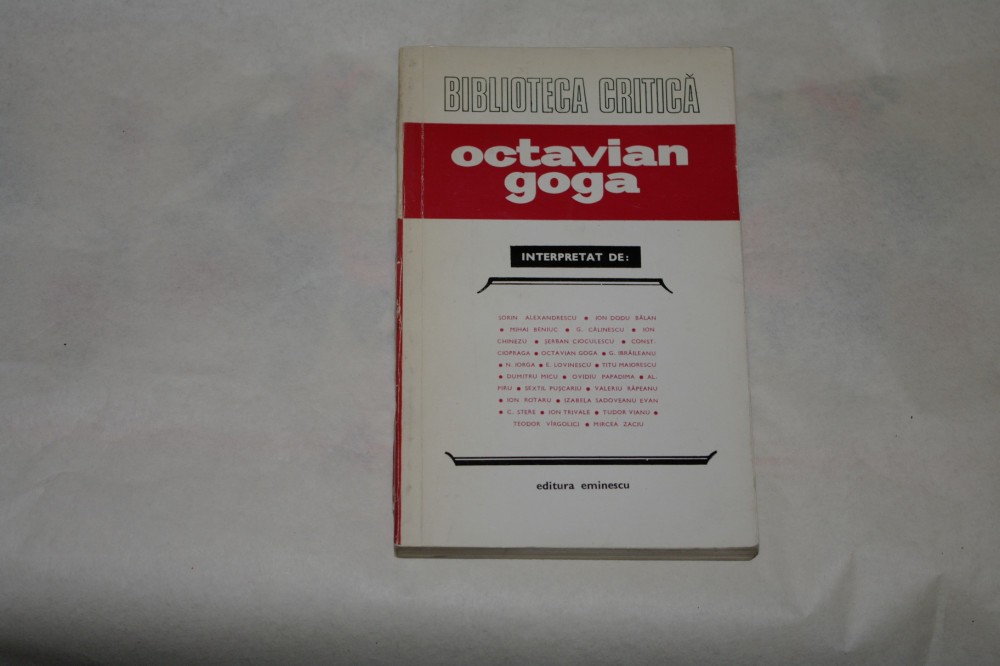 BIBLIOTECA CRITICĂ
octavian
goga
INTERPRETAT DE:
SORIN ALEXANDRESCU • ION DODU BĂLAN
• MIHAI BENIUC • G. CĂLINESCU • ION
CHINEZU • ȘERBAN CIOCULESCU • CONST.
CIOPRAGA • OCTAVIAN GOGA • G. IBRĂILEANU
• N. IORGA • E. LOVINESCU • TITU MAIORESCU
• DUMITRU MICU • OVIDIU PAPADIMA • AL.
PIRU • SEXTIL PUȘCARIU • VALERIU RÂPEANU
• ION ROTARU • IZABELA SADOVEANU EVAN
• C. STERE • ION TRIVALE • TUDOR VIANU •
TEODOR VÎRGOLICI • MIRCEA ZACIU
editura eminescu